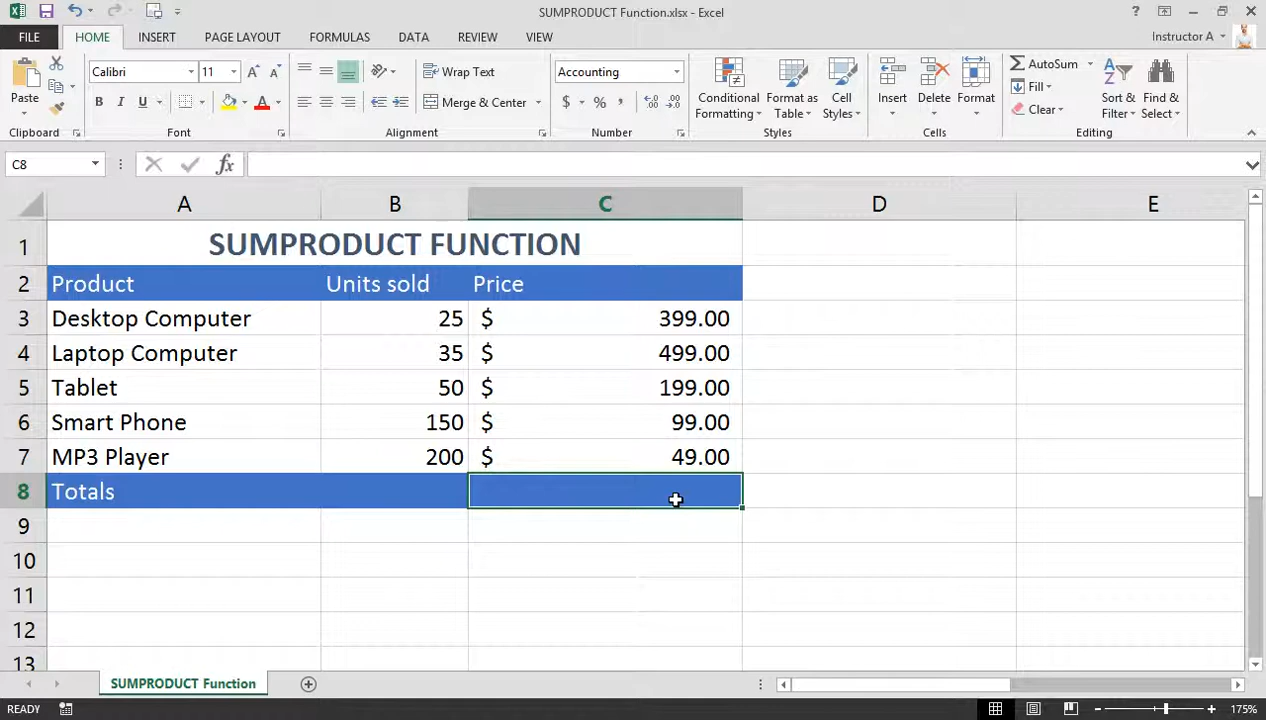 SUMPRODUCT Function.xlsx - Excel
FILE HOME INSERT PAGE LAYOUT FORMULAS DATA REVIEW VIEW Instructor A
Calibri 11 Wrap Text Accounting AutoSum
Paste Conditional Formatting Format as Table Cell Styles Insert Delete Format Fill Sort & Filter Find & Select
B I U Merge & Center $ % , Clear
Clipboard Font Alignment Number Styles Cells Editing
C8 fx
A B C D E
1 SUMPRODUCT FUNCTION
2 Product Units sold Price
3 Desktop Computer 25 $ 399.00
4 Laptop Computer 35 $ 499.00
5 Tablet 50 $ 199.00
6 Smart Phone 150 $ 99.00
7 MP3 Player 200 $ 49.00
8 Totals
9
10
11
12
13
SUMPRODUCT Function
READY 175%